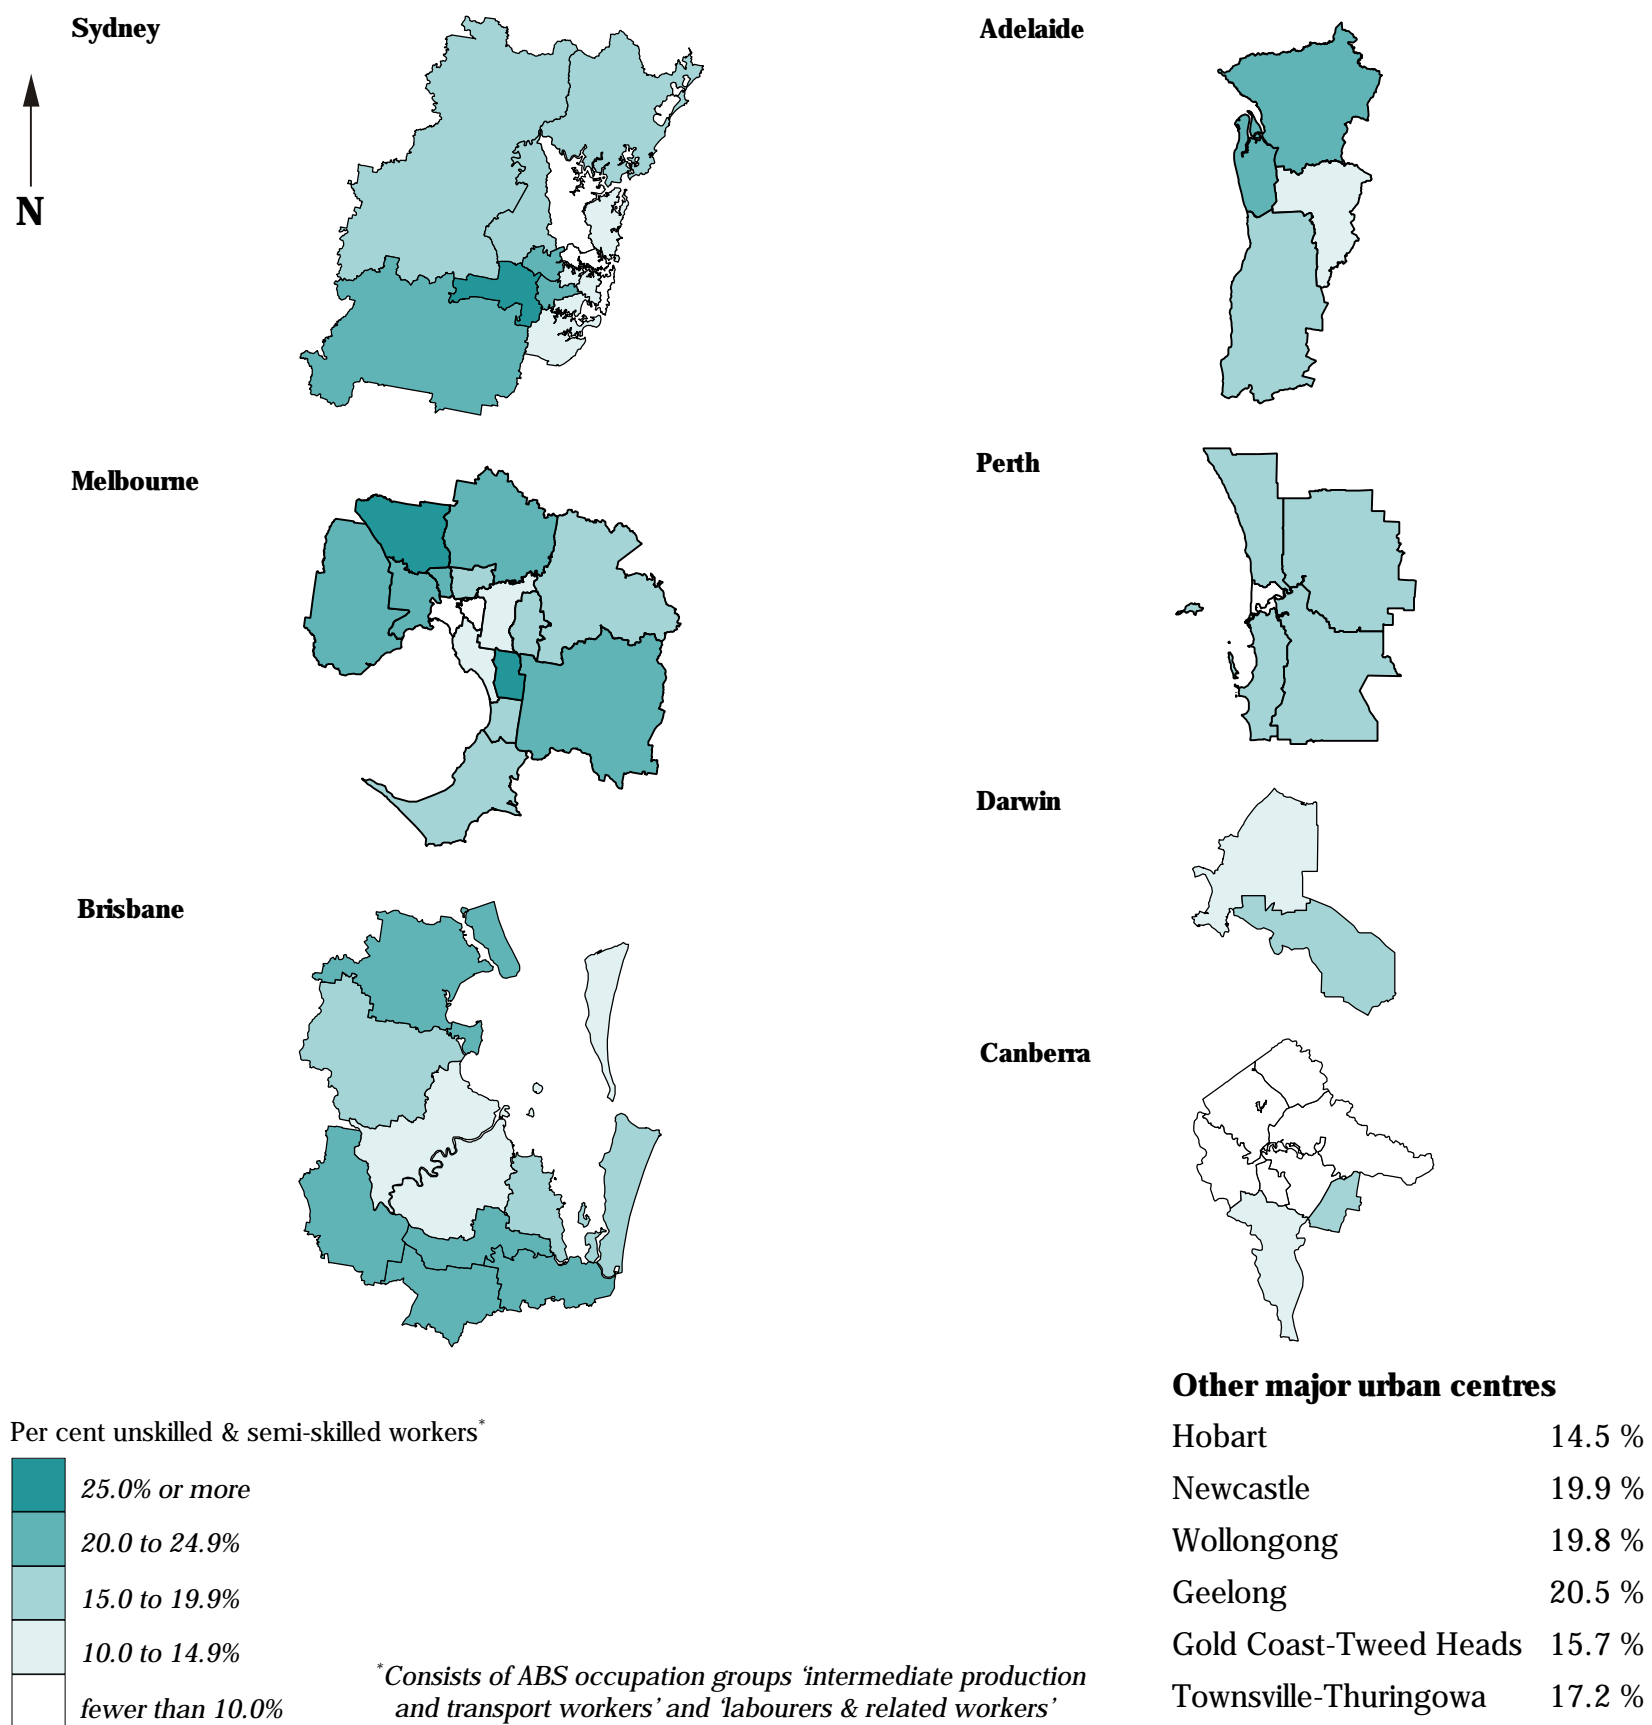 Sydney
Adelaide
N
Melbourne
Perth
Darwin
Brisbane
Canberra
Other major urban centres
Hobart 14.5 %
Newcastle 19.9 %
Wollongong 19.8 %
Geelong 20.5 %
Gold Coast-Tweed Heads 15.7 %
Townsville-Thuringowa 17.2 %
Per cent unskilled & semi-skilled workers*
25.0% or more
20.0 to 24.9%
15.0 to 19.9%
10.0 to 14.9%
fewer than 10.0%
*Consists of ABS occupation groups ‘intermediate production
and transport workers’ and ‘labourers & related workers’